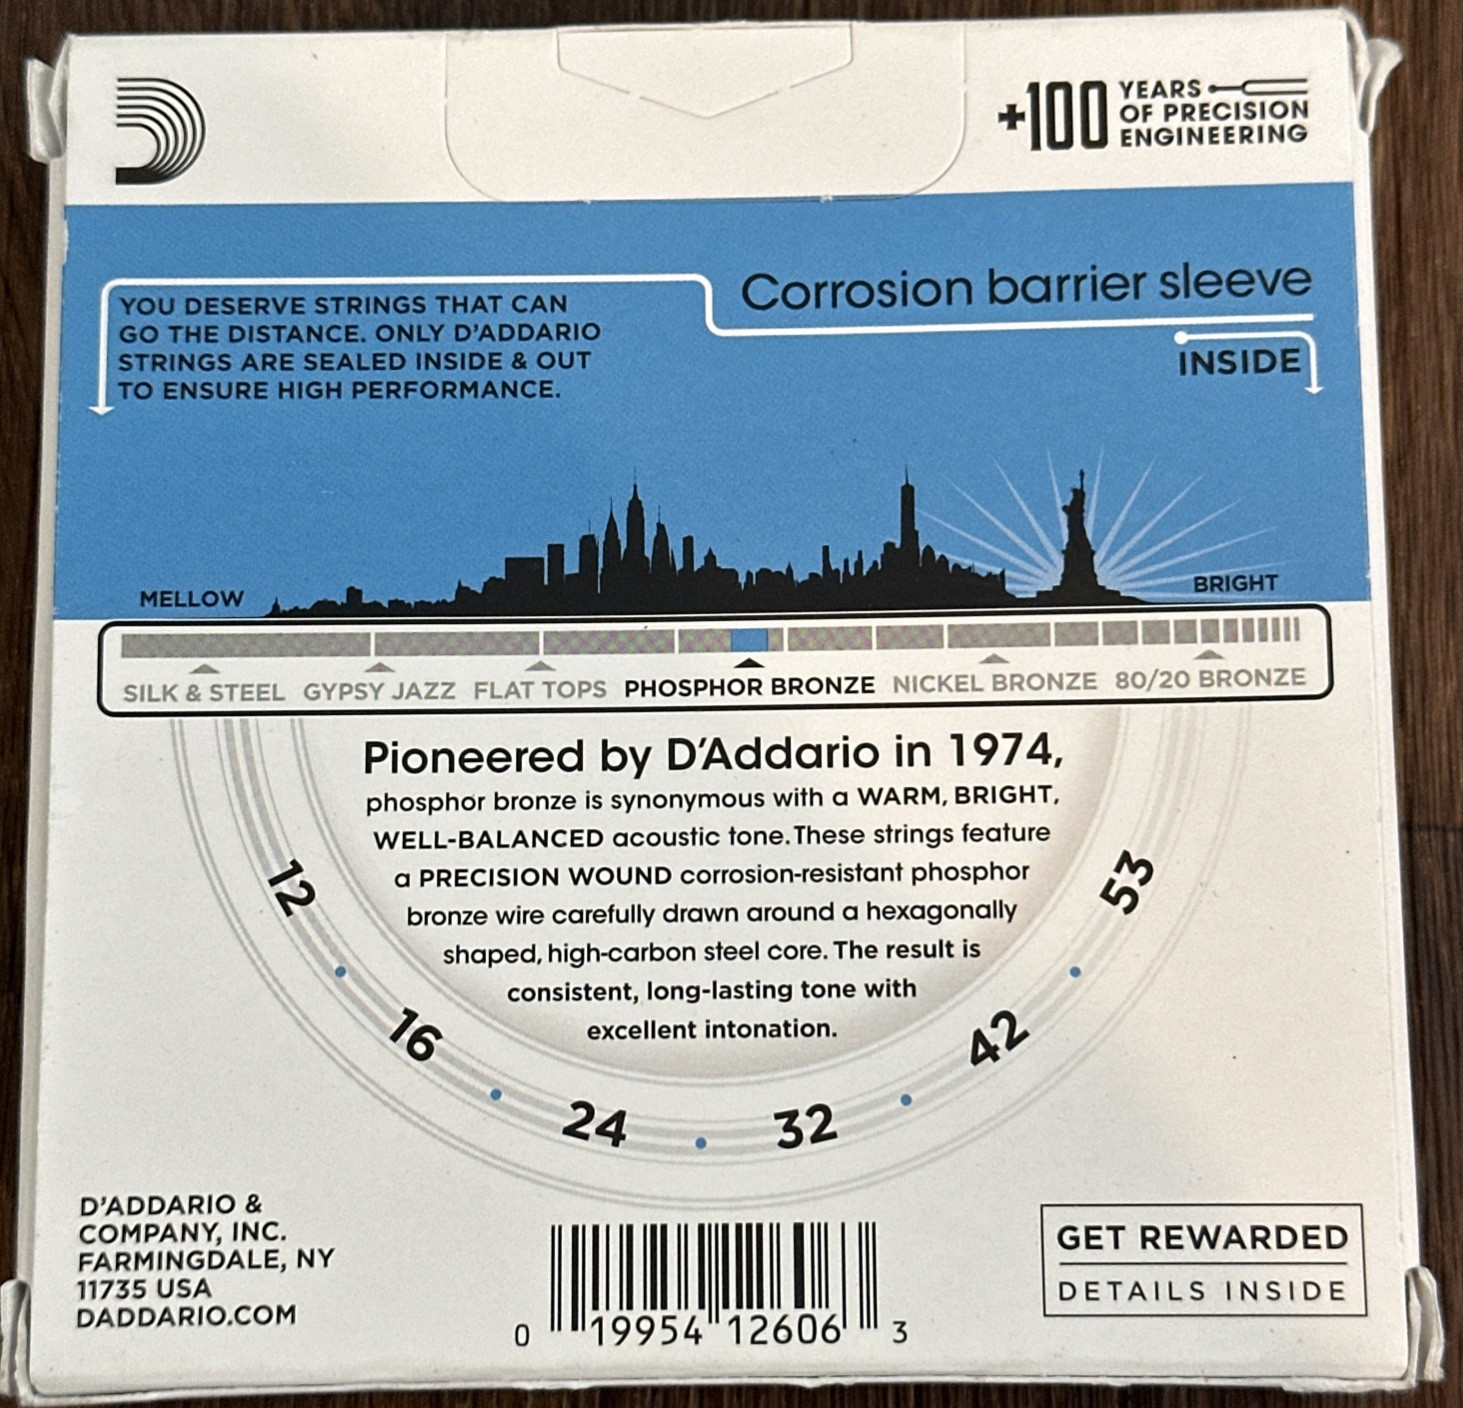 +100 YEARS
OF PRECISION
ENGINEERING
YOU DESERVE STRINGS THAT CAN
GO THE DISTANCE. ONLY D'ADDARIO
STRINGS ARE SEALED INSIDE & OUT
TO ENSURE HIGH PERFORMANCE.
Corrosion barrier sleeve
INSIDE
MELLOW
BRIGHT
SILK & STEEL GYPSY JAZZ FLAT TOPS PHOSPHOR BRONZE NICKEL BRONZE 80/20 BRONZE
Pioneered by D'Addario in 1974,
phosphor bronze is synonymous with a WARM, BRIGHT,
WELL-BALANCED acoustic tone. These strings feature
a PRECISION WOUND corrosion-resistant phosphor
bronze wire carefully drawn around a hexagonally
shaped, high-carbon steel core. The result is
consistent, long-lasting tone with
excellent intonation.
12 • 16 • 24 • 32 • 42 • 53
D'ADDARIO &
COMPANY, INC.
FARMINGDALE, NY
11735 USA
DADDARIO.COM
0 19954 12606 3
GET REWARDED
DETAILS INSIDE